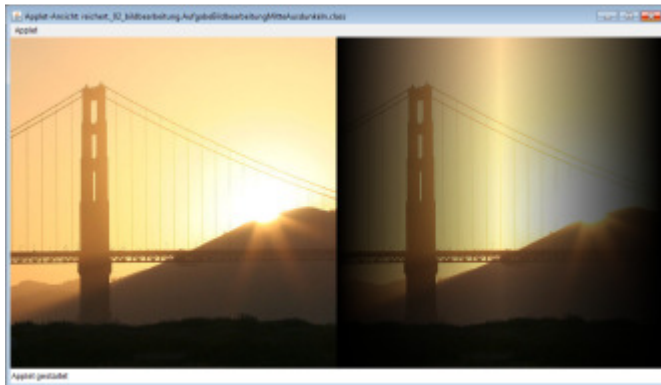 Applet-Ansicht: reichert_02_bildbearbeitung.AufgabeBildbearbeitungMitteAusdunkeln.class
Applet
Applet gestartet